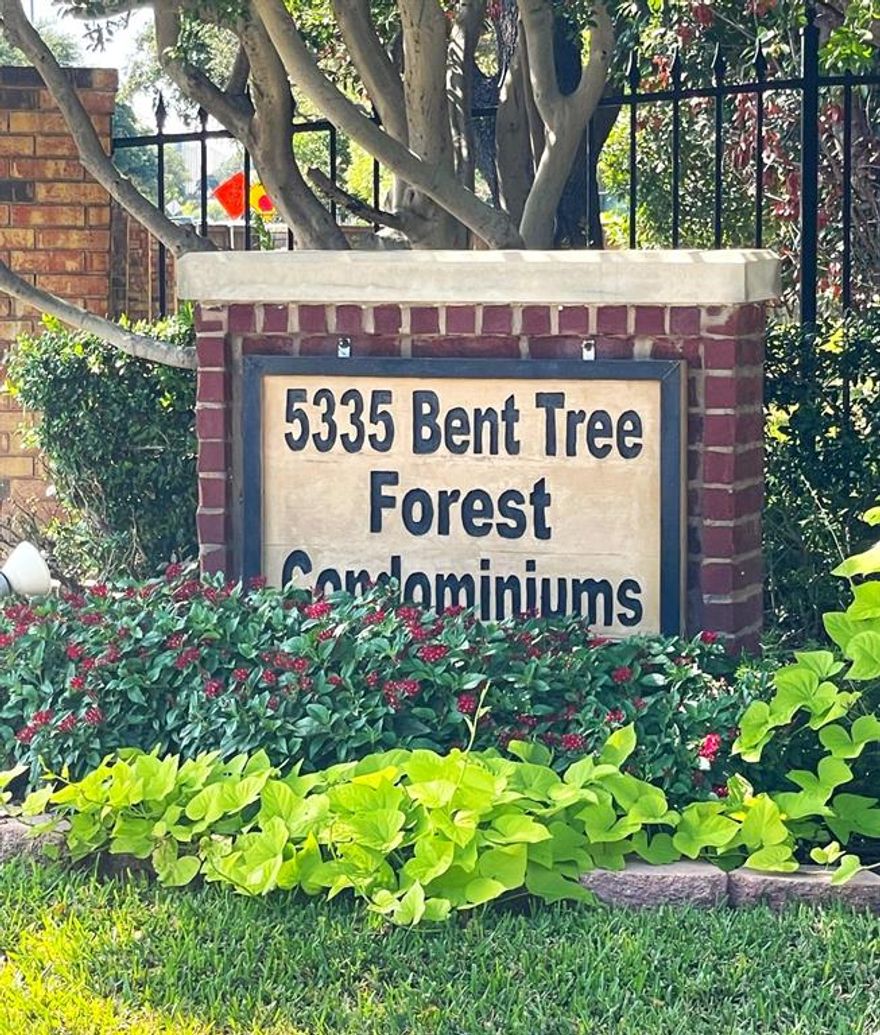 5335 Bent Tree
Forest
Condominiums